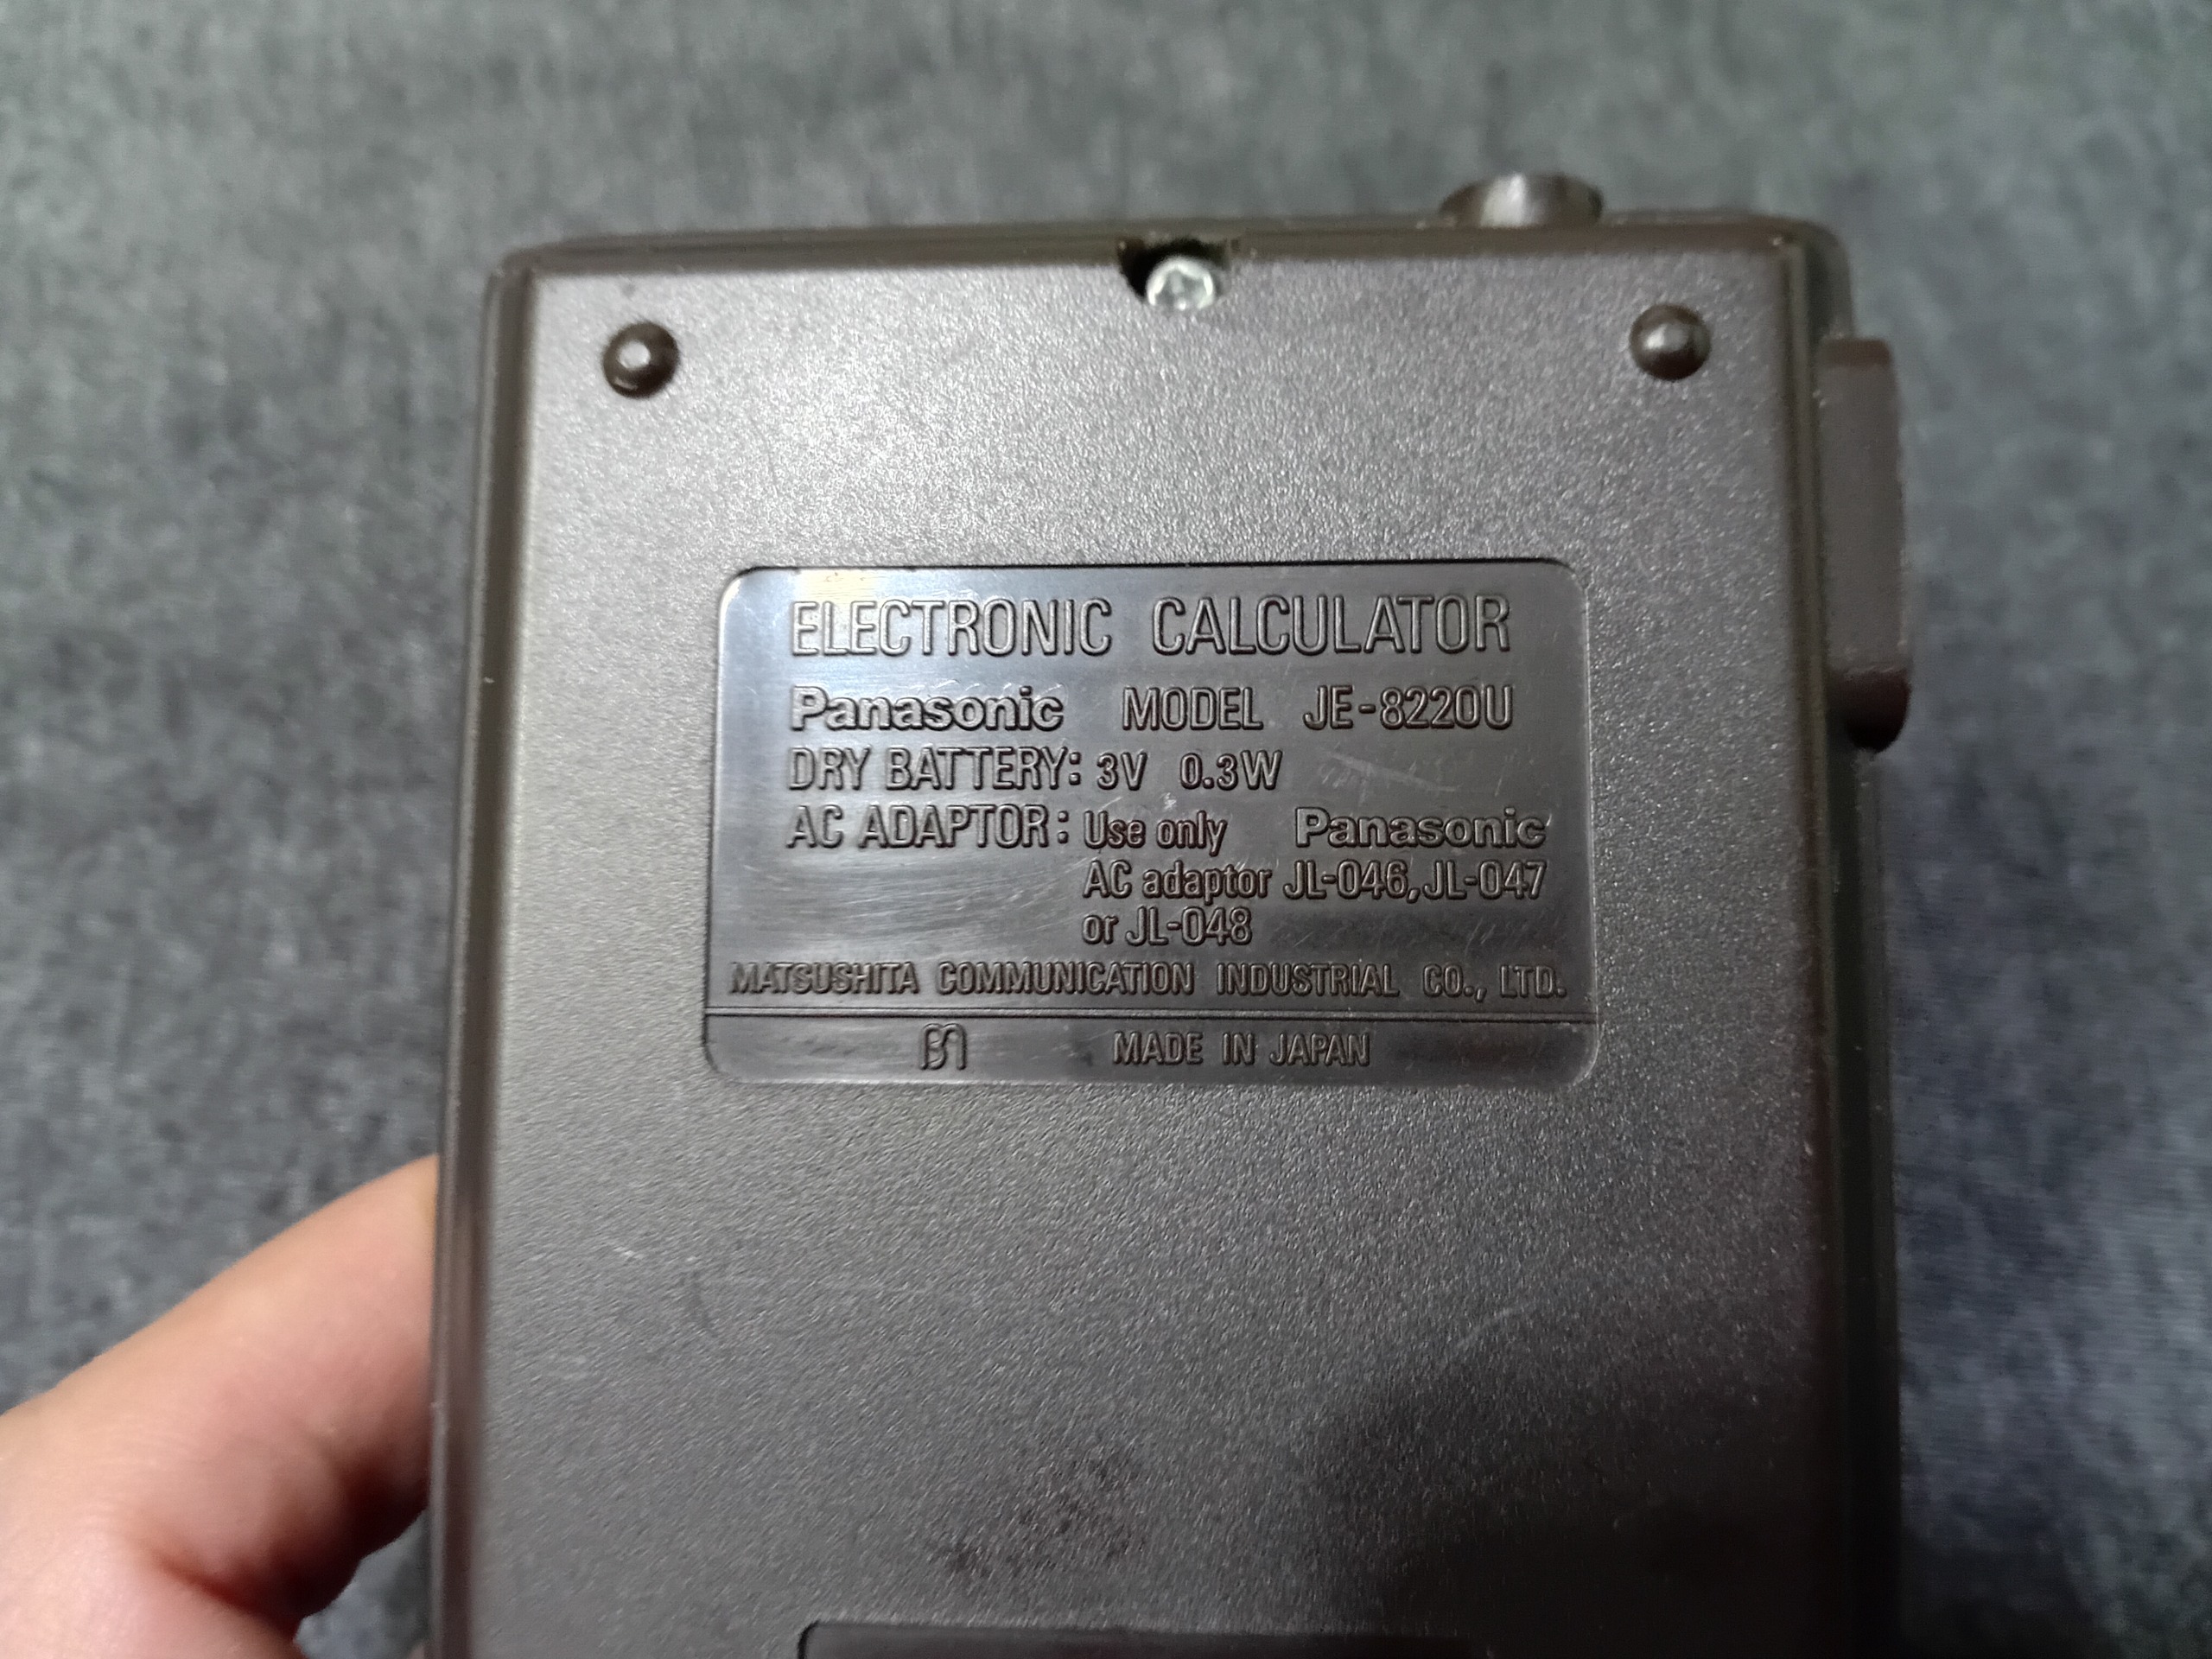 ELECTRONIC CALCULATOR
Panasonic MODEL JE-8220U
DRY BATTERY: 3V 0.3W
AC ADAPTOR: Use only Panasonic
AC adaptor JL-046, JL-047
or JL-048
MATSUSHITA COMMUNICATION INDUSTRIAL CO., LTD.
MADE IN JAPAN